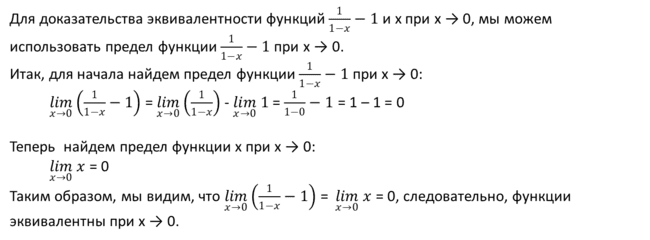 Для доказательства эквивалентности функций $\frac{1}{1-x} - 1$ и x при x → 0, мы можем
использовать предел функции $\frac{1}{1-x} - 1$ при x → 0.
Итак, для начала найдем предел функции $\frac{1}{1-x} - 1$ при x → 0:
$\lim_{x \to 0} \left(\frac{1}{1-x} - 1\right)$ = $\lim_{x \to 0} \left(\frac{1}{1-x}\right)$ - $\lim_{x \to 0} 1$ = $\frac{1}{1-0} - 1$ = 1 – 1 = 0
Теперь найдем предел функции x при x → 0:
$\lim_{x \to 0} x$ = 0
Таким образом, мы видим, что $\lim_{x \to 0} \left(\frac{1}{1-x} - 1\right)$ = $\lim_{x \to 0} x$ = 0, следовательно, функции
эквивалентны при x → 0.